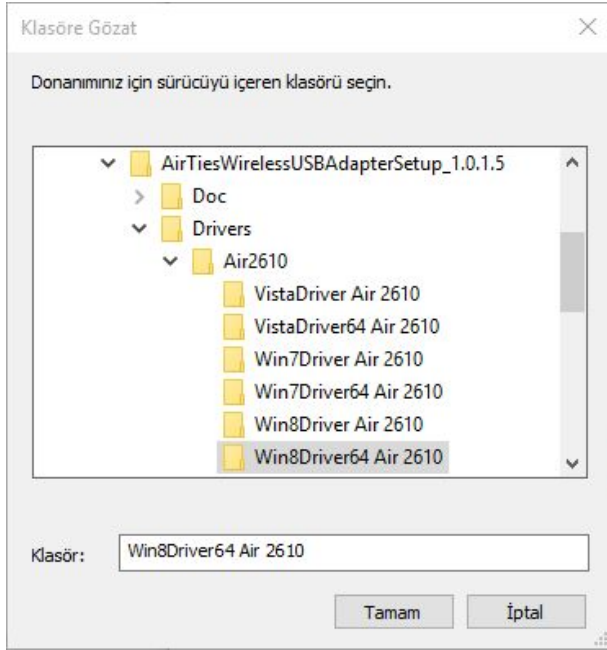 Klasöre Gözat
Donanımınız için sürücüyü içeren klasörü seçin.
AirTiesWirelessUSBAdapterSetup_1.0.1.5
Doc
Drivers
Air2610
VistaDriver Air 2610
VistaDriver64 Air 2610
Win7Driver Air 2610
Win7Driver64 Air 2610
Win8Driver Air 2610
Win8Driver64 Air 2610
Klasör: Win8Driver64 Air 2610
Tamam İptal